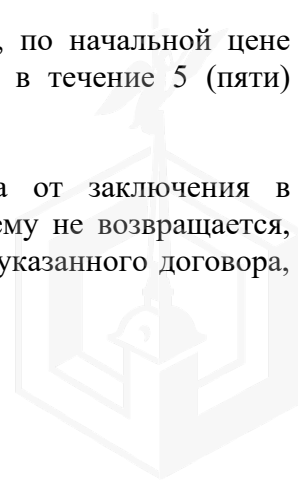 , по начальной цене
в течение 5 (пяти)
а от заключения в
ему не возвращается,
указанного договора,